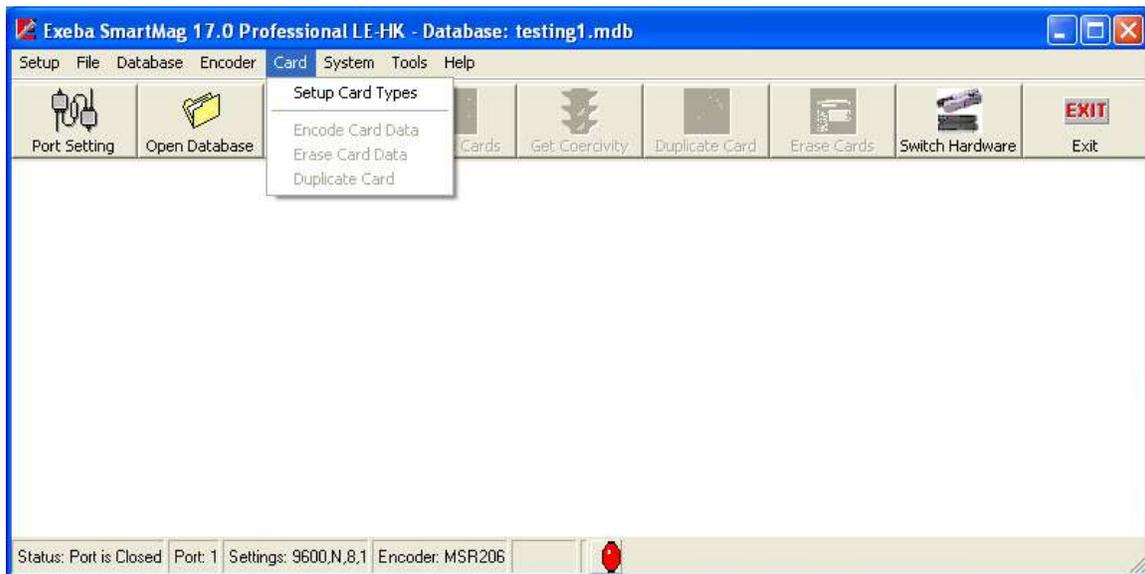 Exeba SmartMag 17.0 Professional LE-HK - Database: testing1.mdb
Setup File Database Encoder Card System Tools Help
Setup Card Types
Encode Card Data
Erase Card Data
Duplicate Card
Port Setting Open Database Cards Get Coercivity Duplicate Card Erase Cards Switch Hardware EXIT Exit
Status: Port is Closed Port: 1 Settings: 9600,N,8,1 Encoder: MSR206